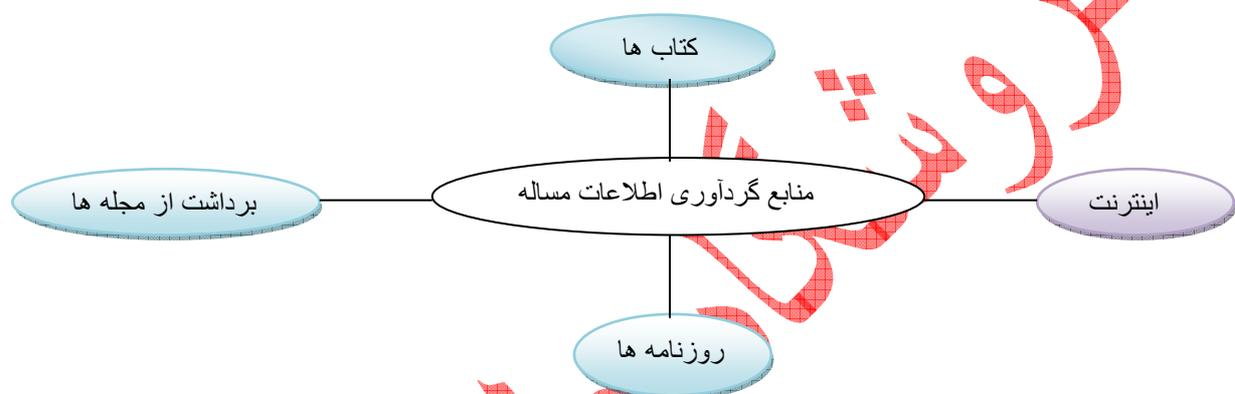 کتاب ها
اینترنت
منابع گردآوری اطلاعات مساله
برداشت از مجله ها
روزنامه ها